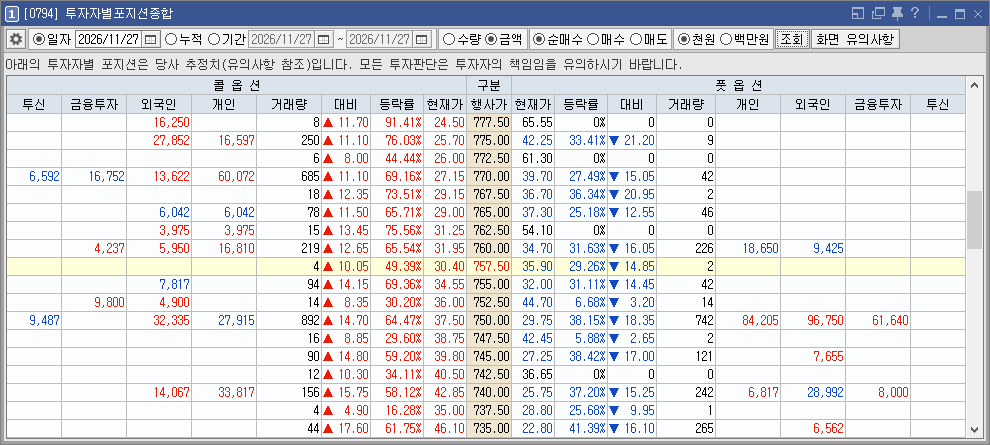 1 [0794] 투자자별포지션종합
일자 2026/11/27 누적 기간 2026/11/27 ~ 2026/11/27 수량 금액 순매수 매수 매도 천원 백만원 조회 화면 유의사항
아래의 투자자별 포지션은 당사 추정치(유의사항 참조)입니다. 모든 투자판단은 투자자의 책임임을 유의하시기 바랍니다.
콜 옵 션 구분 풋 옵 션
투신 금융투자 외국인 개인 거래량 대비 등락률 현재가 행사가 현재가 등락률 대비 거래량 개인 외국인 금융투자 투신
16,250 8 ▲ 11.70 91.41% 24.50 777.50 65.55 0% 0 0
27,852 16,597 250 ▲ 11.10 76.03% 25.70 775.00 42.25 33.41% ▼ 21.20 9
6 ▲ 8.00 44.44% 26.00 772.50 61.30 0% 0 0
6,592 16,752 13,622 60,072 685 ▲ 11.10 69.16% 27.15 770.00 39.70 27.49% ▼ 15.05 42
18 ▲ 12.35 73.51% 29.15 767.50 36.70 36.34% ▼ 20.95 2
6,042 6,042 78 ▲ 11.50 65.71% 29.00 765.00 37.30 25.18% ▼ 12.55 46
3,975 3,975 15 ▲ 13.45 75.56% 31.25 762.50 54.10 0% 0 0
4,237 5,950 16,810 219 ▲ 12.65 65.54% 31.95 760.00 34.70 31.63% ▼ 16.05 226 18,650 9,425
4 ▲ 10.05 49.39% 30.40 757.50 35.90 29.26% ▼ 14.85 2
7,817 94 ▲ 14.15 69.36% 34.55 755.00 32.00 31.11% ▼ 14.45 42
9,800 4,900 14 ▲ 8.35 30.20% 36.00 752.50 44.70 6.68% ▼ 3.20 14
9,487 32,335 27,915 892 ▲ 14.70 64.47% 37.50 750.00 29.75 38.15% ▼ 18.35 742 84,205 96,750 61,640
16 ▲ 8.85 29.60% 38.75 747.50 42.45 5.88% ▼ 2.65 2
90 ▲ 14.80 59.20% 39.80 745.00 27.25 38.42% ▼ 17.00 121 7,655
12 ▲ 10.30 34.11% 40.50 742.50 36.65 0% 0 0
14,067 33,817 156 ▲ 15.75 58.12% 42.85 740.00 25.75 37.20% ▼ 15.25 242 6,817 28,992 8,000
4 ▲ 4.90 16.28% 35.00 737.50 28.80 25.68% ▼ 9.95 1
44 ▲ 17.60 61.75% 46.10 735.00 22.80 41.39% ▼ 16.10 265 6,562